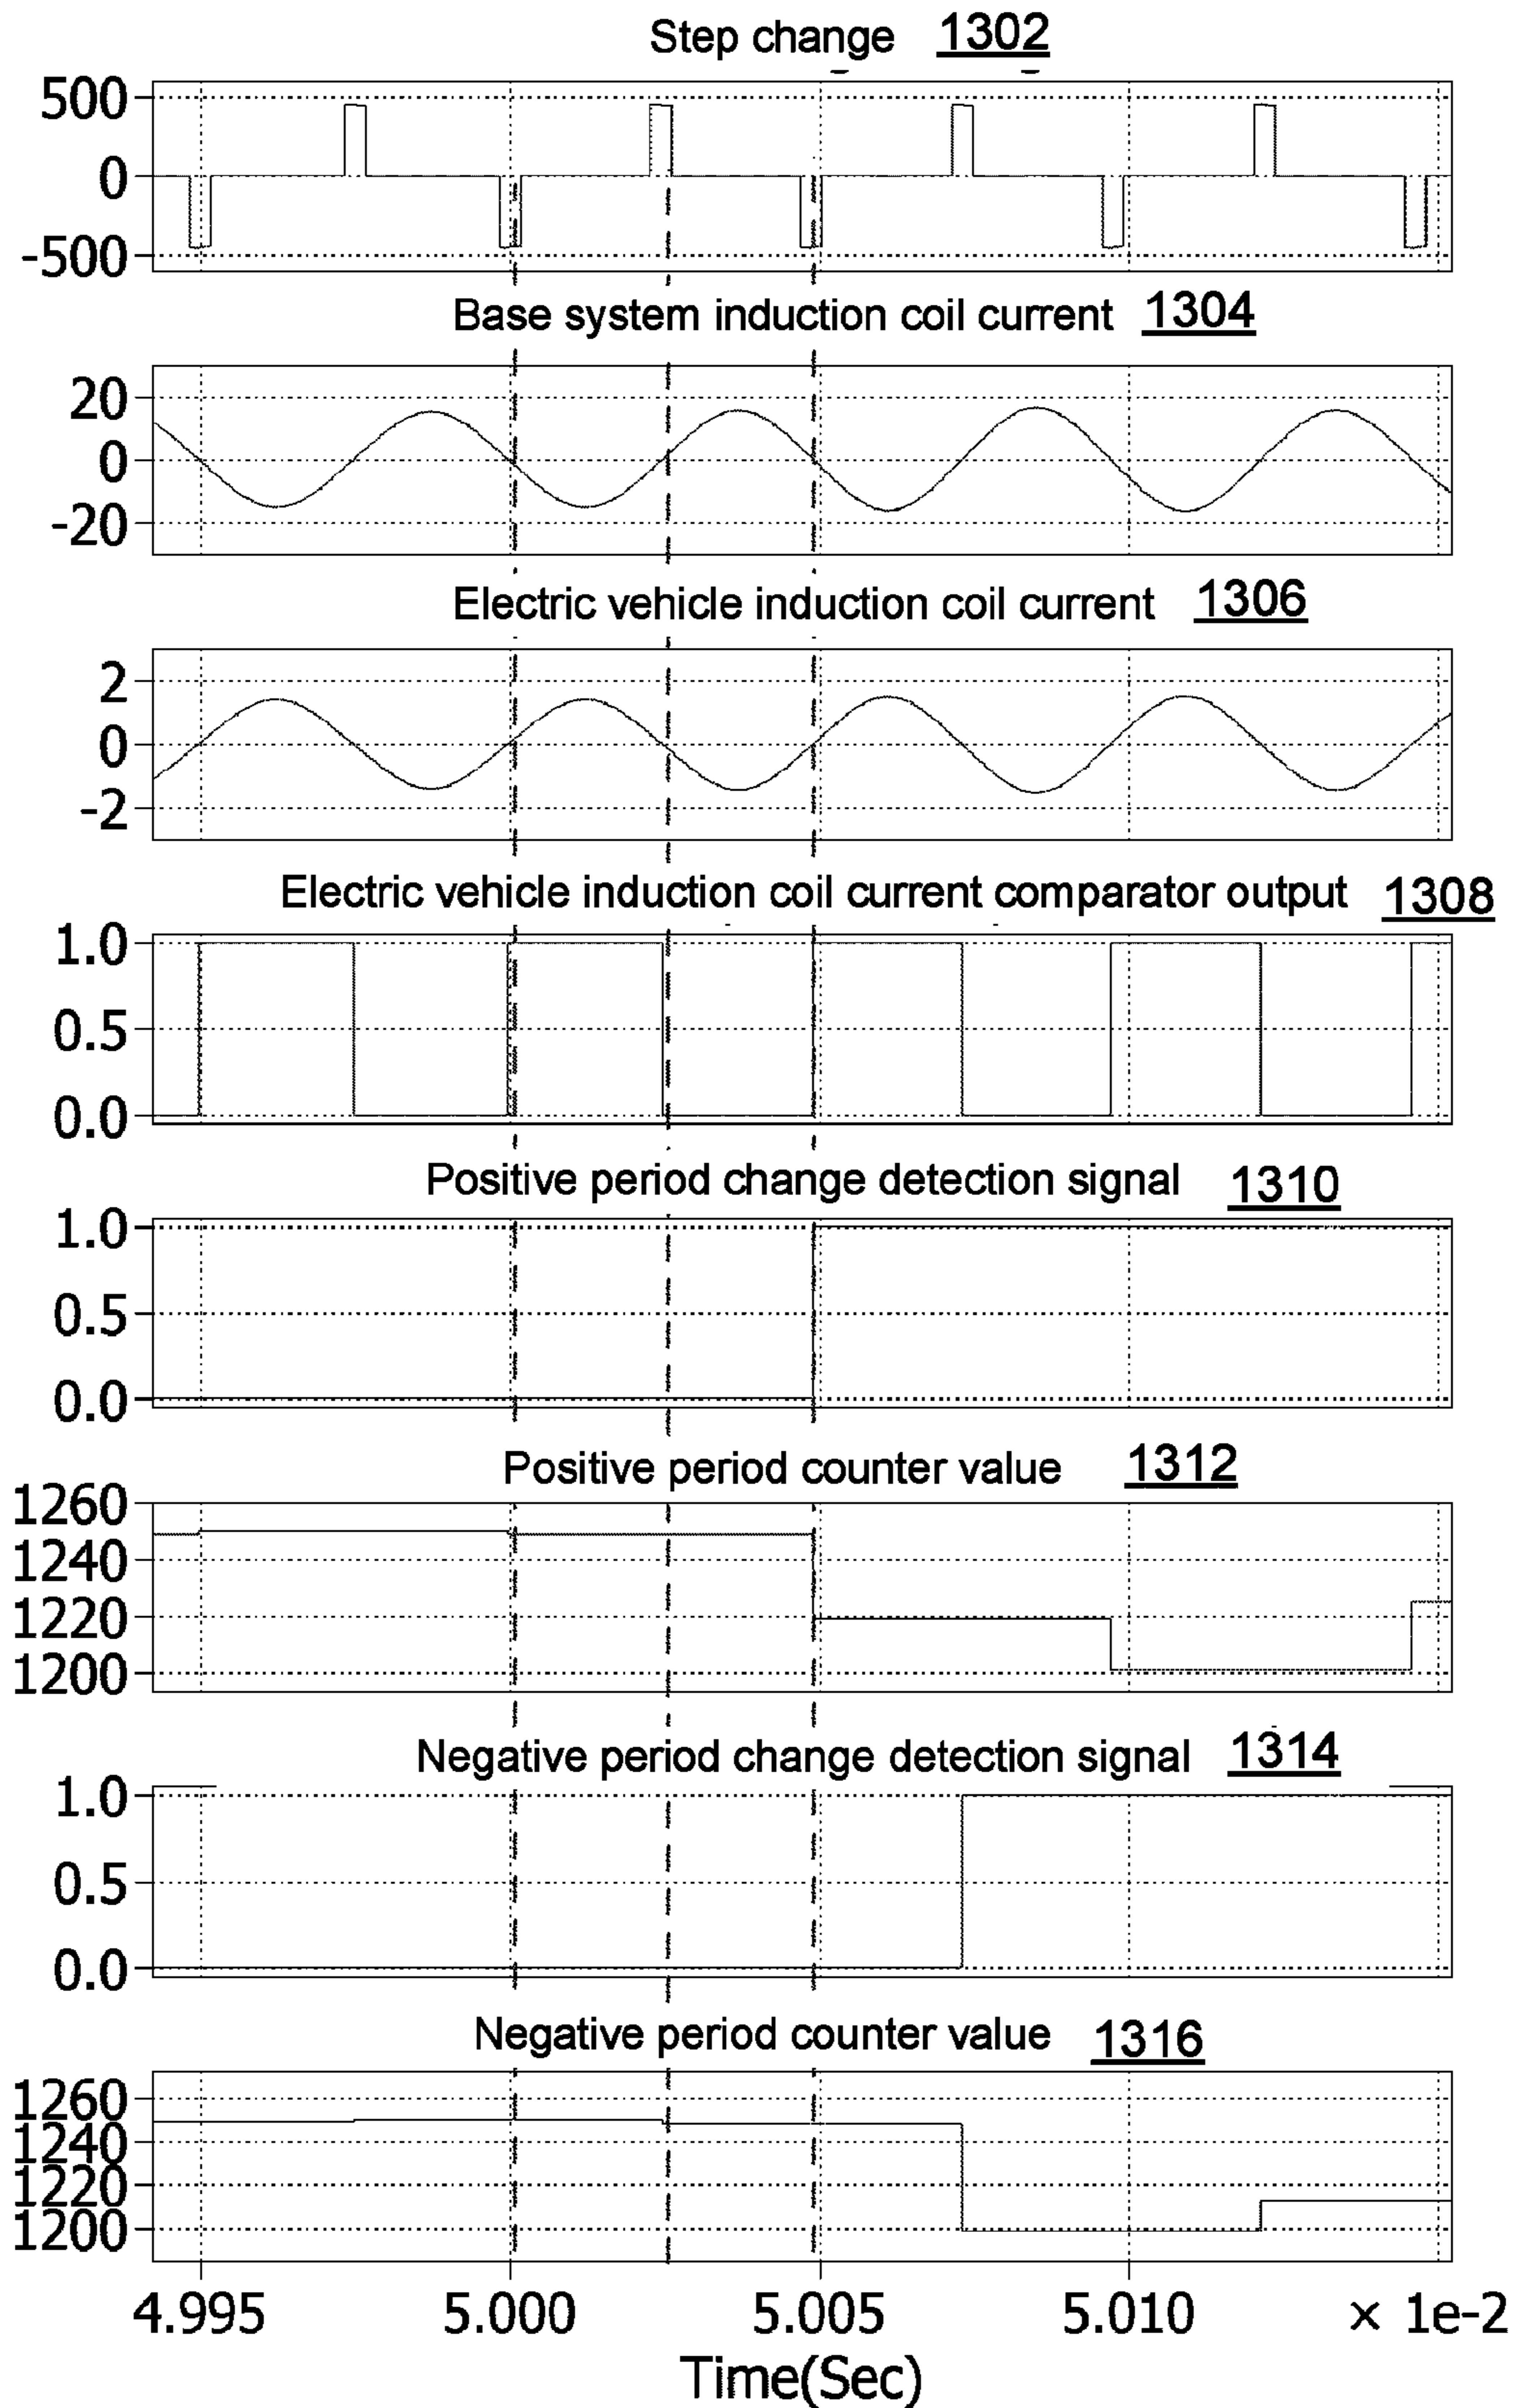 Step change 1302
500
0
-500
Base system induction coil current 1304
20
0
-20
Electric vehicle induction coil current 1306
2
0
-2
Electric vehicle induction coil current comparator output 1308
1.0
0.5
0.0
Positive period change detection signal 1310
1.0
0.5
0.0
Positive period counter value 1312
1260
1240
1220
1200
Negative period change detection signal 1314
1.0
0.5
0.0
Negative period counter value 1316
1260
1240
1220
1200
4.995 5.000 5.005 5.010 × 1e-2
Time(Sec)